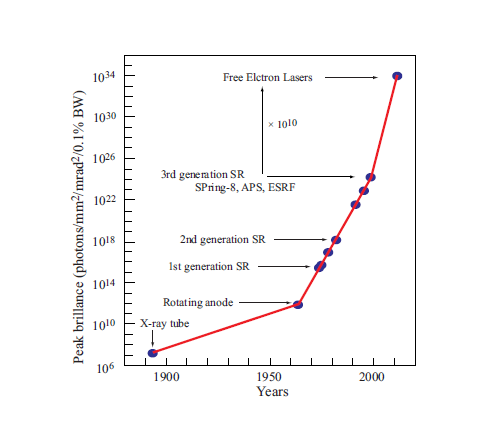 Peak brillance (photons/mm²/mrad²/0.1% BW)
10³⁴
10³⁰
10²⁶
10²²
10¹⁸
10¹⁴
10¹⁰
10⁶
Free Elctron Lasers
× 10¹⁰
3rd generation SR
SPring-8, APS, ESRF
2nd generation SR
1st generation SR
Rotating anode
X-ray tube
1900
1950
2000
Years